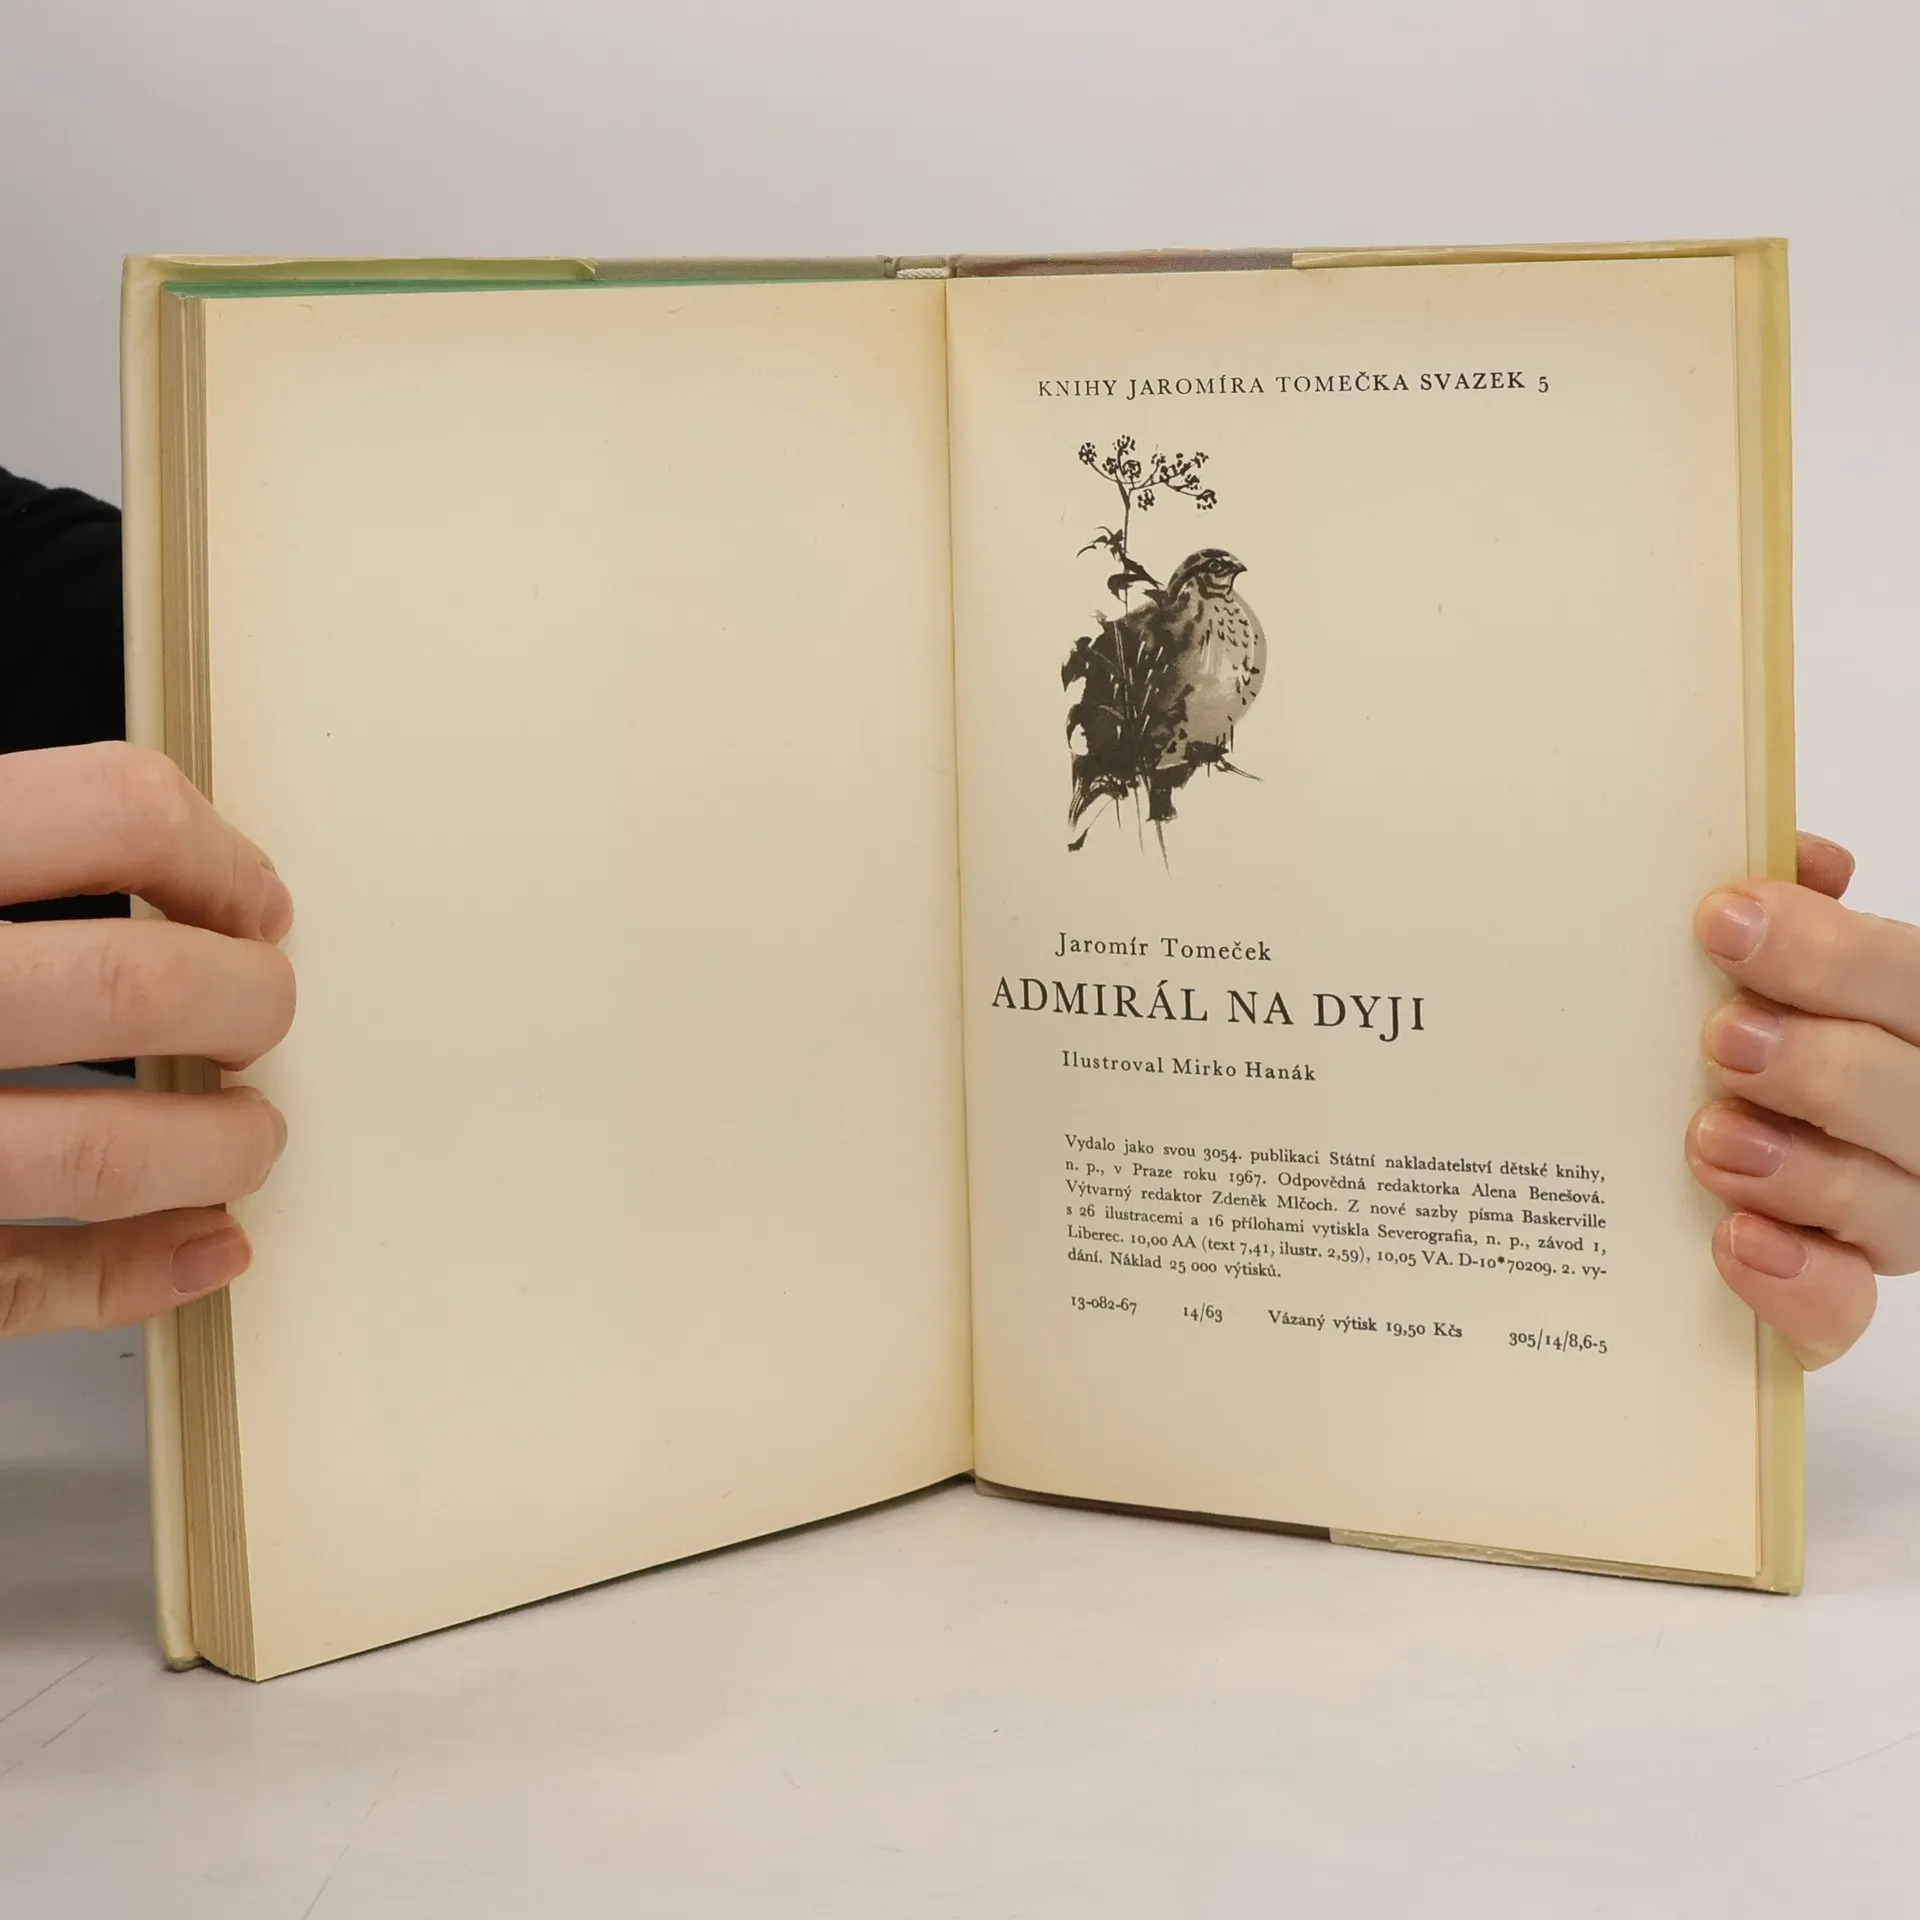 KNIHY JAROMÍRA TOMEČKA SVAZEK 5
Jaromír Tomeček
ADMIRÁL NA DYJI
Ilustroval Mirko Hanák
Vydalo jako svou 3054. publikaci Státní nakladatelství dětské knihy,
n. p., v Praze roku 1967. Odpovědná redaktorka Alena Benešová.
Výtvarný redaktor Zdeněk Mlčoch. Z nové sazby písma Baskerville
s 26 ilustracemi a 16 přílohami vytiskla Severografia, n. p., závod 1,
Liberec. 10,00 AA (text 7,41, ilustr. 2,59), 10,05 VA. D-10*70209. 2. vy-
dání. Náklad 25 000 výtisků.
13-082-67 14/63 Vázaný výtisk 19,50 Kčs 305/14/8,6-5